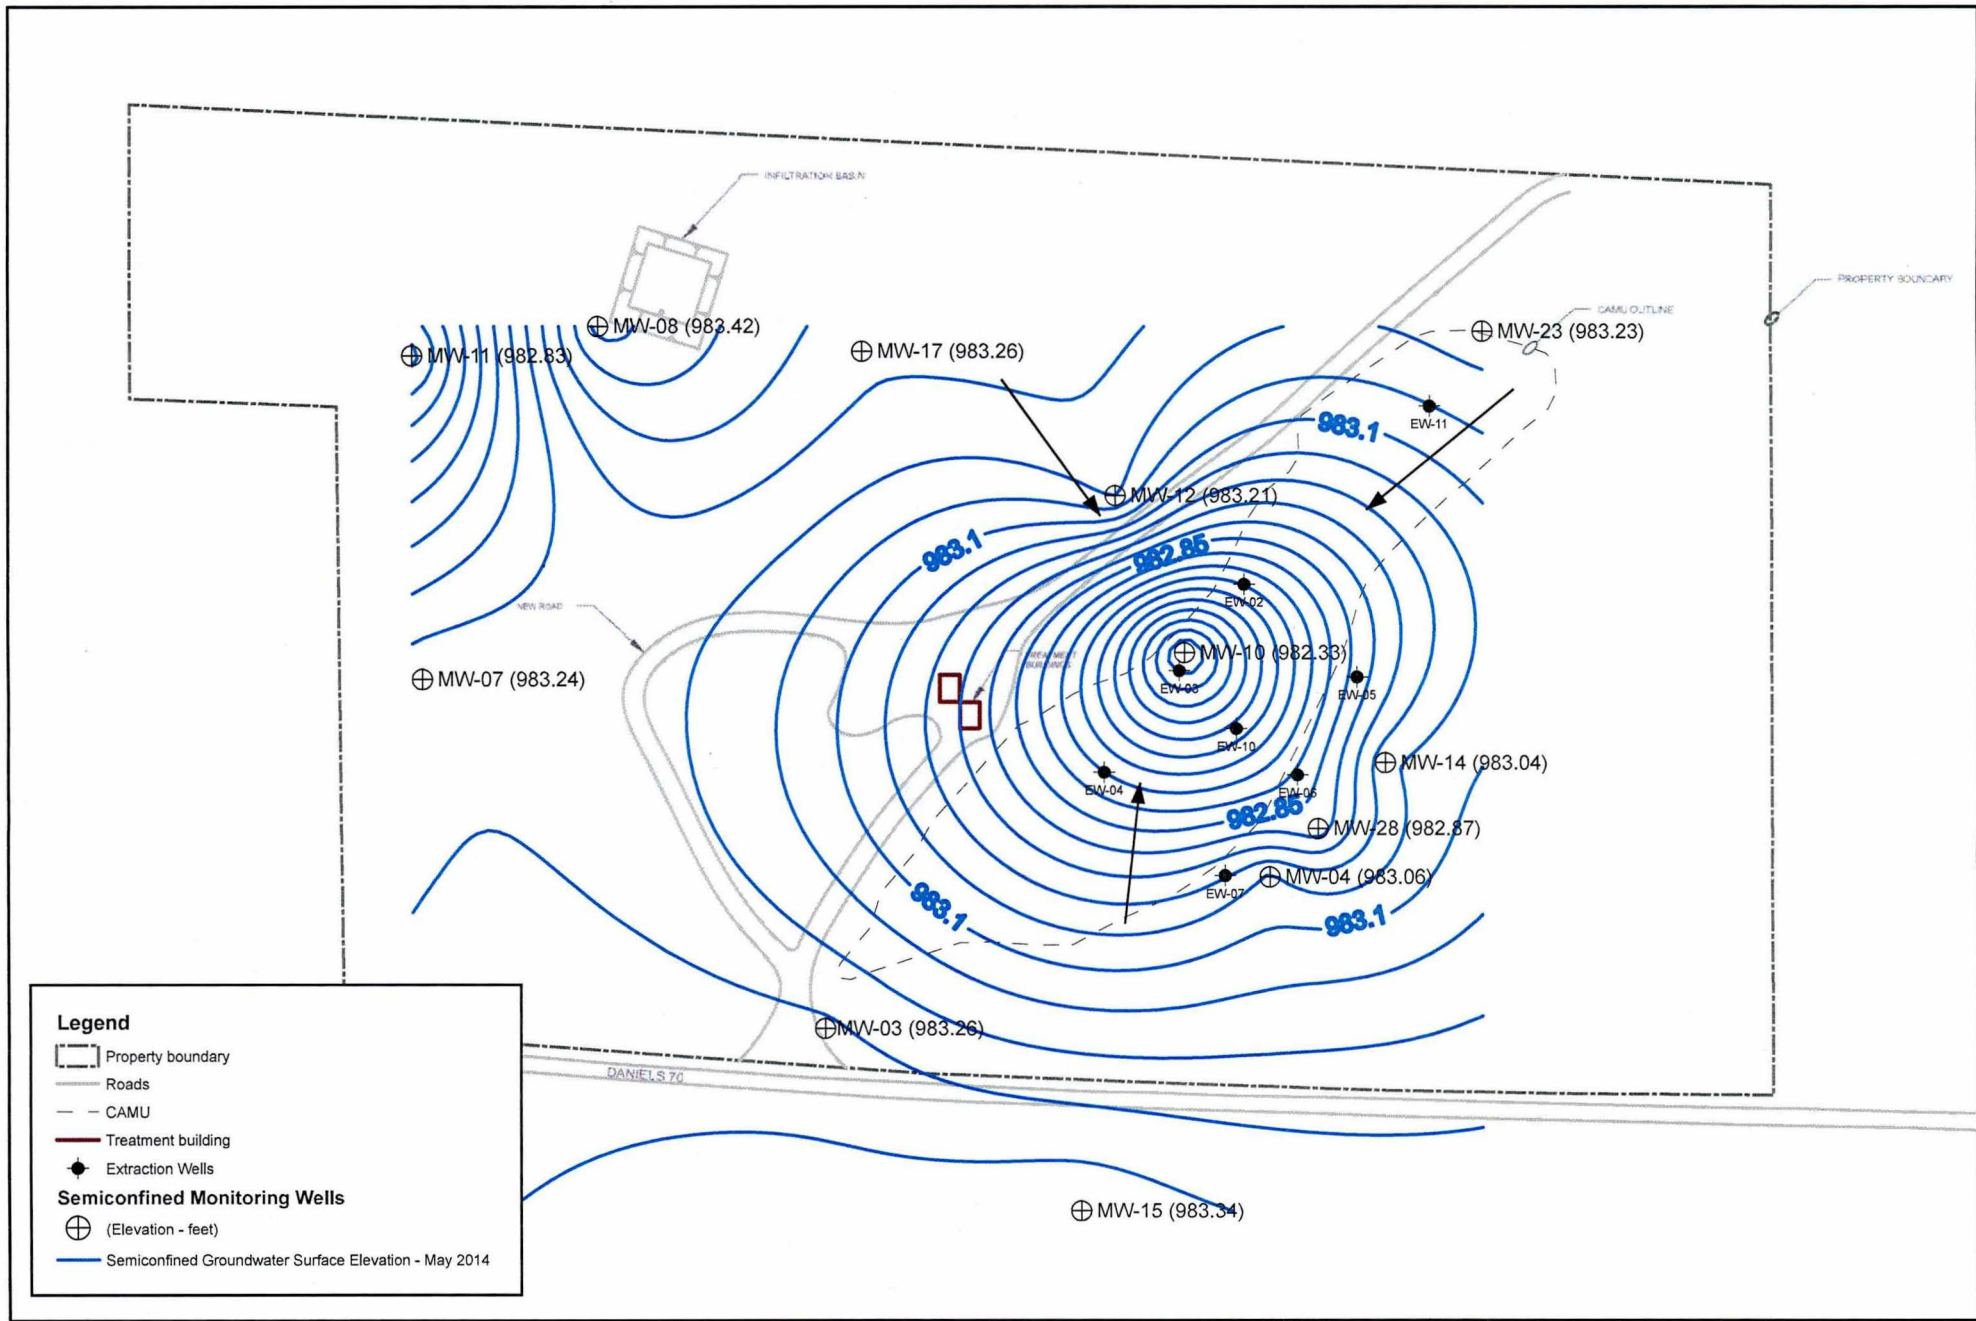 INFILTRATION BASIN
PROPERTY BOUNDARY
CAMU OUTLINE
MW-08 (983.42)
MW-11 (982.83)
MW-17 (983.26)
MW-23 (983.23)
EW-11
983.1
MW-12 (983.21)
983.1
982.85
NEW ROAD
EW-02
MW-10 (982.33)
TREATMENT
BUILDINGS
EW-03
MW-07 (983.24)
EW-05
EW-10
MW-14 (983.04)
EW-04
EW-06
982.85
MW-28 (982.87)
MW-04 (983.06)
EW-07
983.1
983.1
MW-03 (983.26)
DANIELS 70
MW-15 (983.34)
Legend
Property boundary
Roads
CAMU
Treatment building
Extraction Wells
Semiconfined Monitoring Wells
(Elevation - feet)
Semiconfined Groundwater Surface Elevation - May 2014